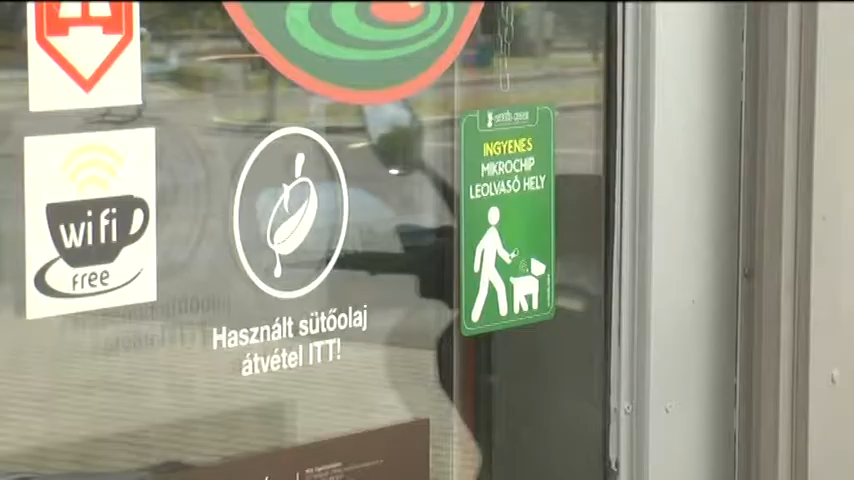 INGYENES
MIKROCHIP
LEOLVASÓ HELY
wifi
free
Használt sütőolaj
átvétel ITT!